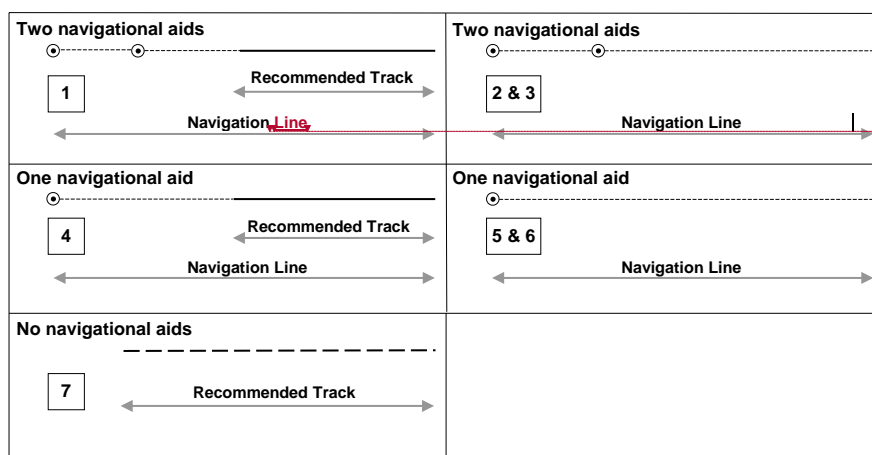 Two navigational aids
Recommended Track
1
Navigation Line
Two navigational aids
2 & 3
Navigation Line
One navigational aid
Recommended Track
4
Navigation Line
One navigational aid
5 & 6
Navigation Line
No navigational aids
7
Recommended Track